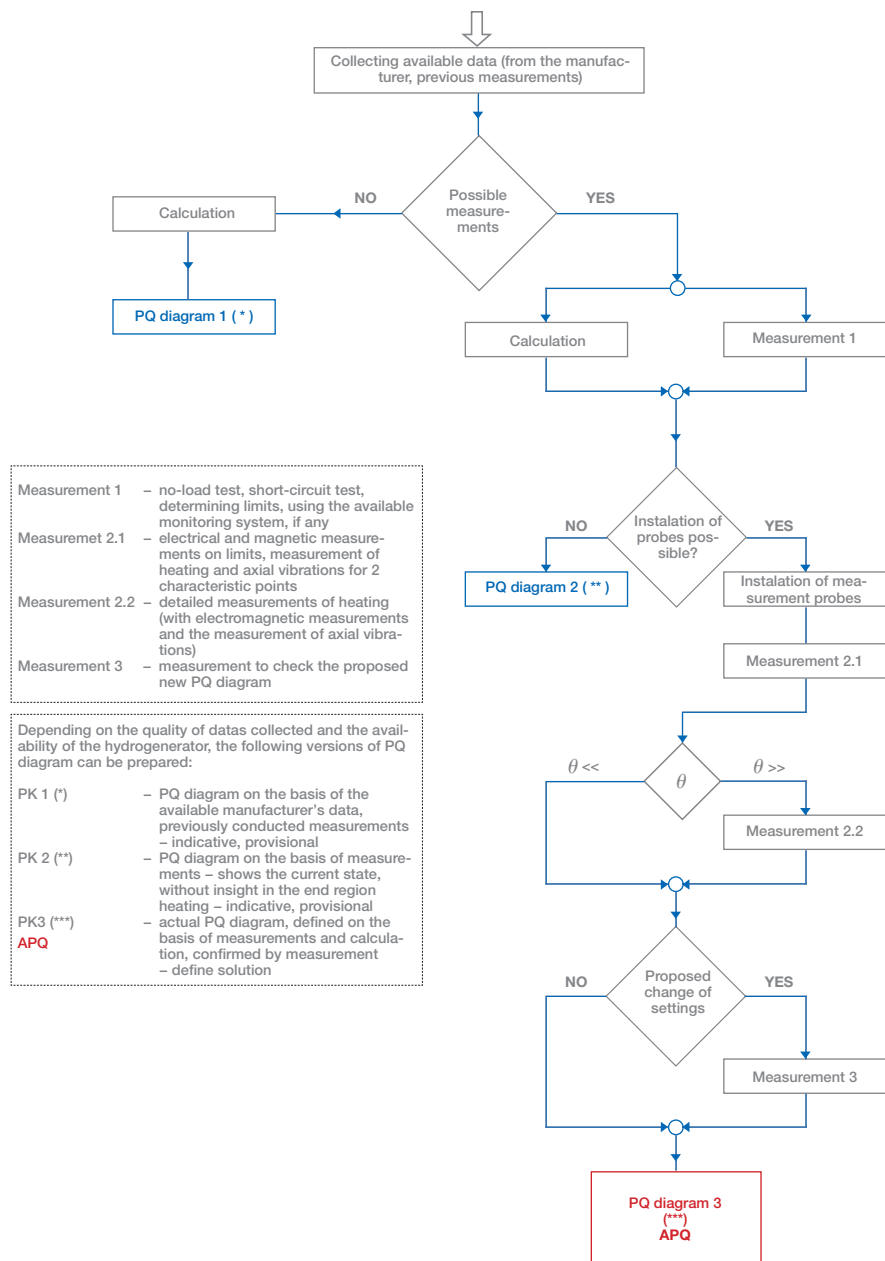 Collecting available data (from the manufac-
turer, previous measurements)
Possible
measure-
ments
NO
YES
Calculation
PQ diagram 1 ( * )
Calculation
Measurement 1
Instalation of
probes pos-
sible?
NO
YES
PQ diagram 2 ( ** )
Instalation of mea-
surement probes
Measurement 2.1
θ <<
θ
θ >>
Measurement 2.2
Proposed
change of
settings
NO
YES
Measurement 3
PQ diagram 3
(***)
APQ
Measurement 1 – no-load test, short-circuit test,
determining limits, using the available
monitoring system, if any
Measuremet 2.1 – electrical and magnetic measure-
ments on limits, measurement of
heating and axial vibrations for 2
characteristic points
Measurement 2.2 – detailed measurements of heating
(with electromagnetic measurements
and the measurement of axial vibra-
tions)
Measurement 3 – measurement to check the proposed
new PQ diagram
Depending on the quality of datas collected and the avail-
ability of the hydrogenerator, the following versions of PQ
diagram can be prepared:
PK 1 (*) – PQ diagram on the basis of the
available manufacturer's data,
previously conducted measurements
– indicative, provisional
PK 2 (**) – PQ diagram on the basis of measure-
ments – shows the current state,
without insight in the end region
heating – indicative, provisional
PK3 (***) – actual PQ diagram, defined on the
APQ basis of measurements and calcula-
tion, confirmed by measurement
– define solution